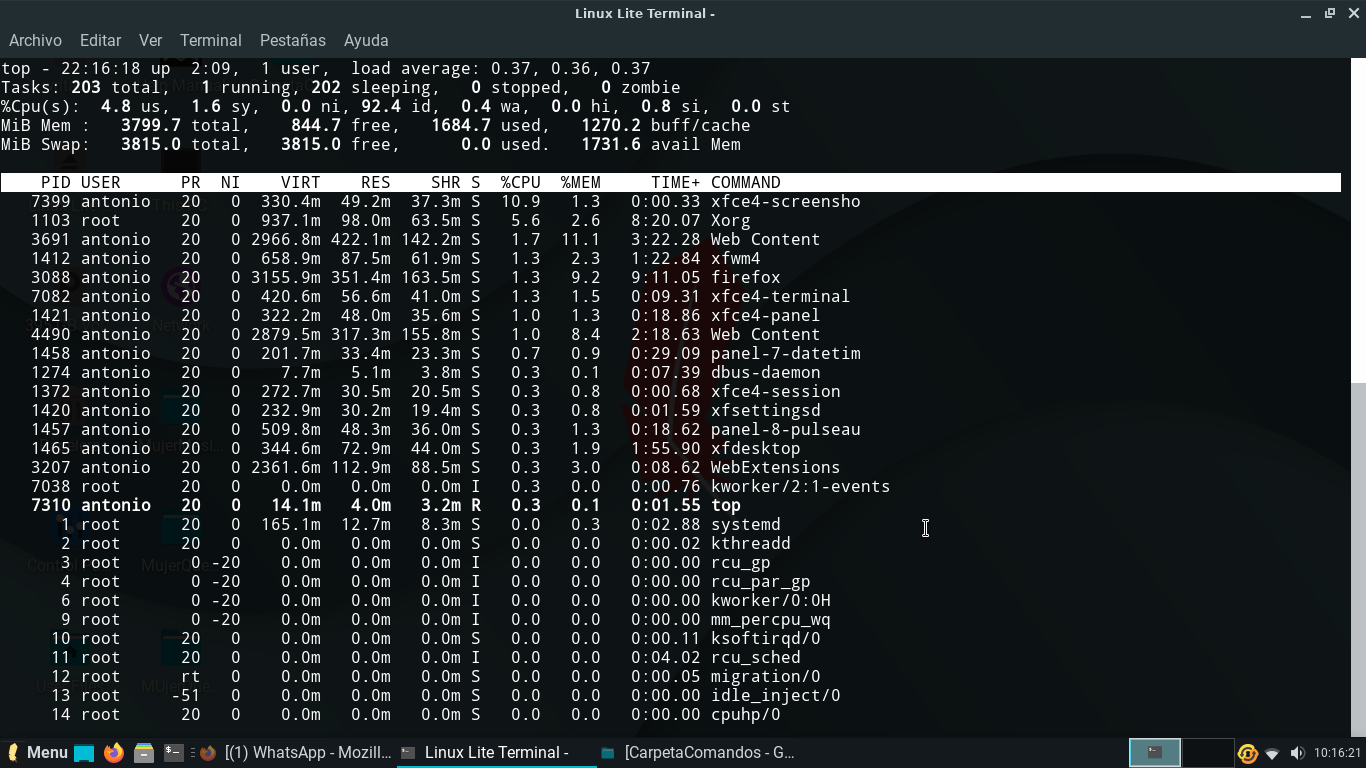 Linux Lite Terminal -
Archivo Editar Ver Terminal Pestañas Ayuda
top - 22:16:18 up  2:09,  1 user,  load average: 0.37, 0.36, 0.37
Tasks: 203 total,   1 running, 202 sleeping,   0 stopped,   0 zombie
%Cpu(s):  4.8 us,  1.6 sy,  0.0 ni, 92.4 id,  0.4 wa,  0.0 hi,  0.8 si,  0.0 st
MiB Mem :   3799.7 total,    844.7 free,   1684.7 used,   1270.2 buff/cache
MiB Swap:   3815.0 total,   3815.0 free,      0.0 used.   1731.6 avail Mem
PID USER      PR  NI    VIRT    RES    SHR S  %CPU  %MEM     TIME+ COMMAND
7399 antonio   20   0  330.4m  49.2m  37.3m S  10.9   1.3   0:00.33 xfce4-screensho
1103 root      20   0  937.1m  98.0m  63.5m S   5.6   2.6   8:20.07 Xorg
3691 antonio   20   0 2966.8m 422.1m 142.2m S   1.7  11.1   3:22.28 Web Content
1412 antonio   20   0  658.9m  87.5m  61.9m S   1.3   2.3   1:22.84 xfwm4
3088 antonio   20   0 3155.9m 351.4m 163.5m S   1.3   9.2   9:11.05 firefox
7082 antonio   20   0  420.6m  56.6m  41.0m S   1.3   1.5   0:09.31 xfce4-terminal
1421 antonio   20   0  322.2m  48.0m  35.6m S   1.0   1.3   0:18.86 xfce4-panel
4490 antonio   20   0 2879.5m 317.3m 155.8m S   1.0   8.4   2:18.63 Web Content
1458 antonio   20   0  201.7m  33.4m  23.3m S   0.7   0.9   0:29.09 panel-7-datetim
1274 antonio   20   0    7.7m   5.1m   3.8m S   0.3   0.1   0:07.39 dbus-daemon
1372 antonio   20   0  272.7m  30.5m  20.5m S   0.3   0.8   0:00.68 xfce4-session
1420 antonio   20   0  232.9m  30.2m  19.4m S   0.3   0.8   0:01.59 xfsettingsd
1457 antonio   20   0  509.8m  48.3m  36.0m S   0.3   1.3   0:18.62 panel-8-pulseau
1465 antonio   20   0  344.6m  72.9m  44.0m S   0.3   1.9   1:55.90 xfdesktop
3207 antonio   20   0 2361.6m 112.9m  88.5m S   0.3   3.0   0:08.62 WebExtensions
7038 root      20   0    0.0m   0.0m   0.0m I   0.3   0.0   0:00.76 kworker/2:1-events
7310 antonio   20   0   14.1m   4.0m   3.2m R   0.3   0.1   0:01.55 top
1 root      20   0  165.1m  12.7m   8.3m S   0.0   0.3   0:02.88 systemd
2 root      20   0    0.0m   0.0m   0.0m S   0.0   0.0   0:00.02 kthreadd
3 root       0 -20    0.0m   0.0m   0.0m I   0.0   0.0   0:00.00 rcu_gp
4 root       0 -20    0.0m   0.0m   0.0m I   0.0   0.0   0:00.00 rcu_par_gp
6 root       0 -20    0.0m   0.0m   0.0m I   0.0   0.0   0:00.00 kworker/0:0H
9 root       0 -20    0.0m   0.0m   0.0m I   0.0   0.0   0:00.00 mm_percpu_wq
10 root      20   0    0.0m   0.0m   0.0m S   0.0   0.0   0:00.11 ksoftirqd/0
11 root      20   0    0.0m   0.0m   0.0m I   0.0   0.0   0:04.02 rcu_sched
12 root      rt   0    0.0m   0.0m   0.0m S   0.0   0.0   0:00.05 migration/0
13 root     -51   0    0.0m   0.0m   0.0m S   0.0   0.0   0:00.00 idle_inject/0
14 root      20   0    0.0m   0.0m   0.0m S   0.0   0.0   0:00.00 cpuhp/0
Menu [(1) WhatsApp - Mozill... Linux Lite Terminal - [CarpetaComandos - G... 10:16:21